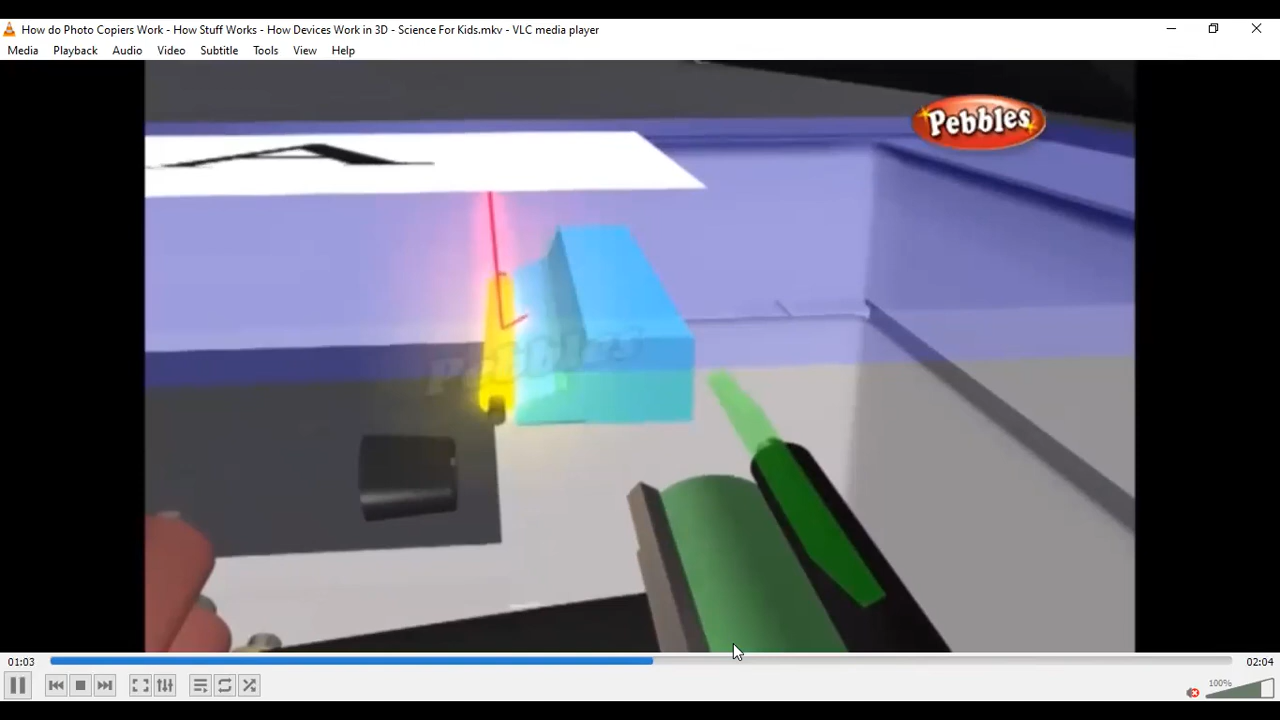 How do Photo Copiers Work - How Stuff Works - How Devices Work in 3D - Science For Kids.mkv - VLC media player
Media Playback Audio Video Subtitle Tools View Help
Pebbles
A
Pebbles
01:03
02:04
100%